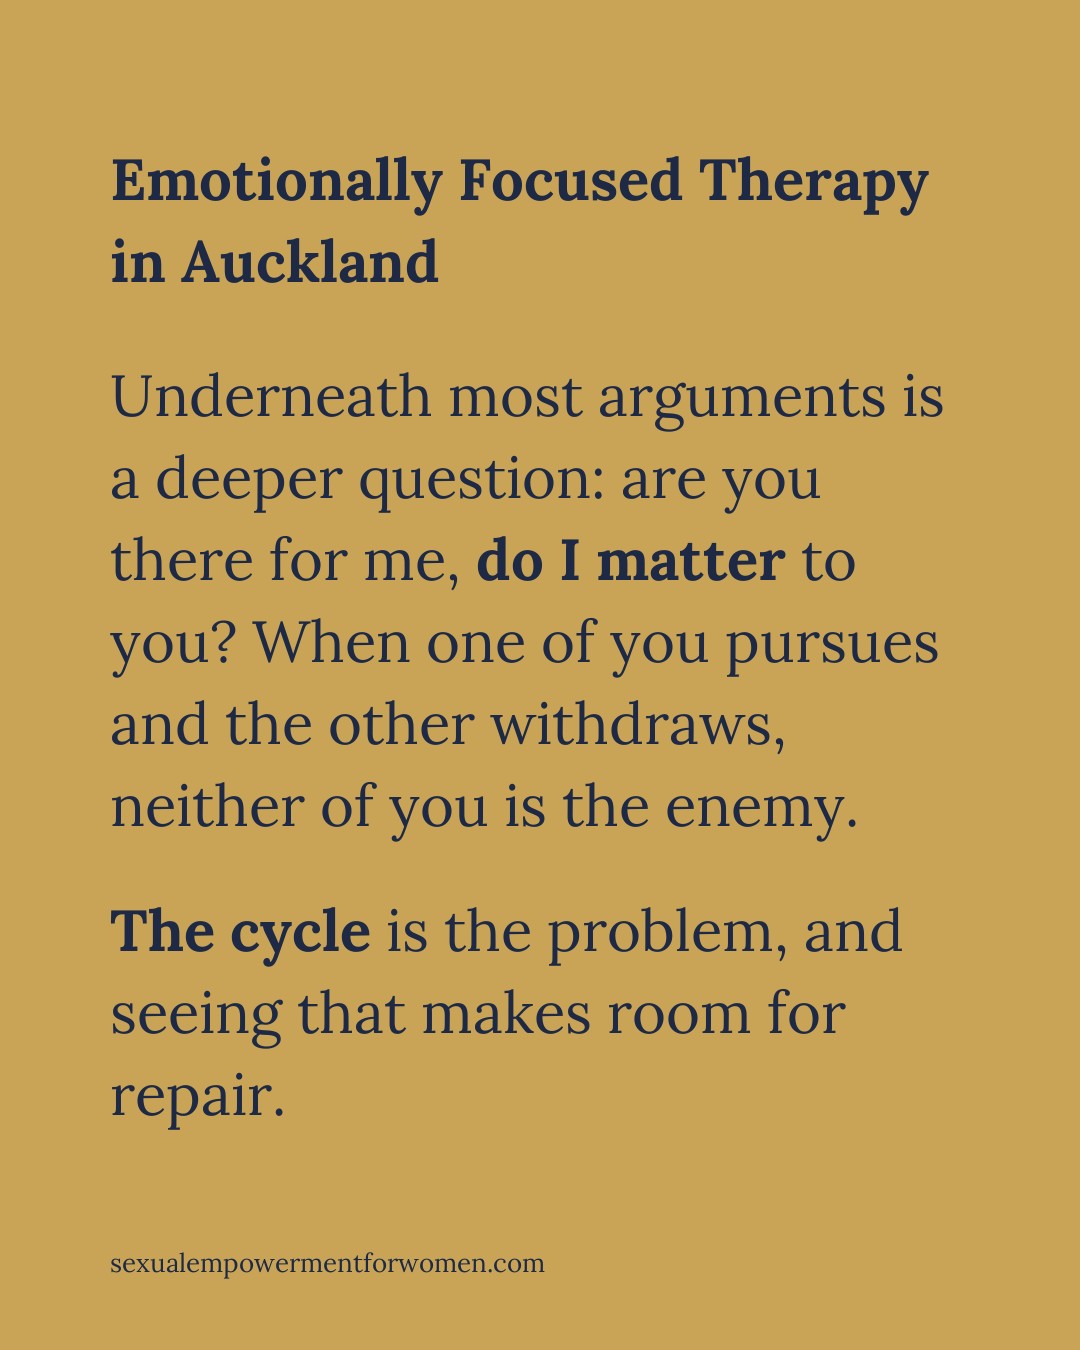 Emotionally Focused Therapy
in Auckland
Underneath most arguments is
a deeper question: are you
there for me, do I matter to
you? When one of you pursues
and the other withdraws,
neither of you is the enemy.
The cycle is the problem, and
seeing that makes room for
repair.
sexualempowermentforwomen.com